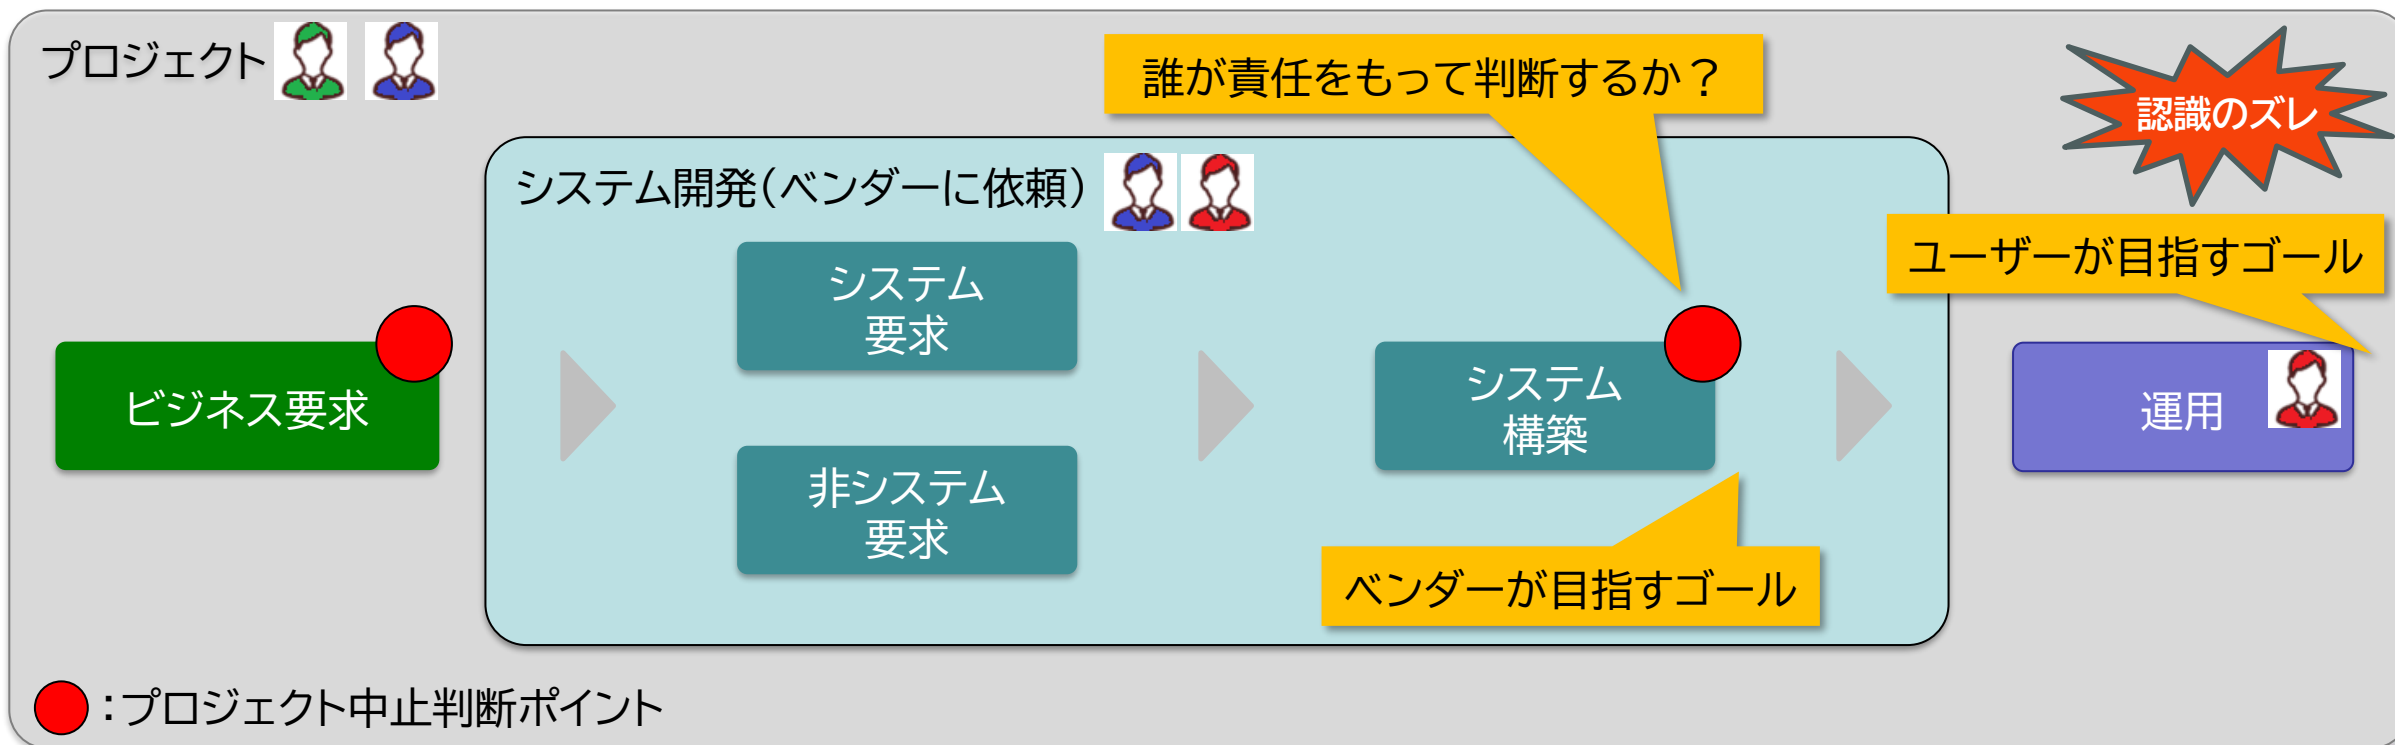 プロジェクト
誰が責任をもって判断するか？
認識のズレ
システム開発(ベンダーに依頼)
ユーザーが目指すゴール
システム
要求
ビジネス要求
システム
構築
運用
非システム
要求
ベンダーが目指すゴール
：プロジェクト中止判断ポイント